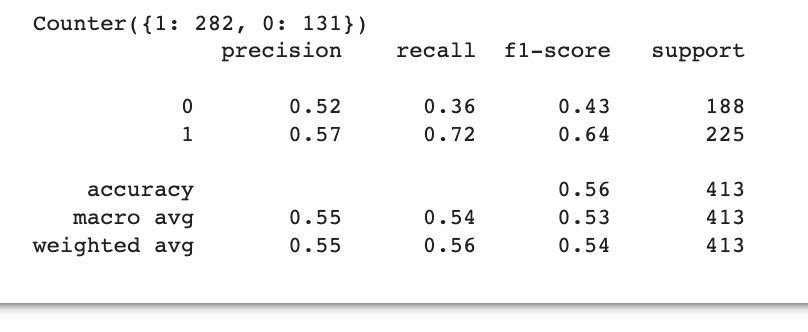 Counter({1: 282, 0: 131})
precision recall f1-score support
0 0.52 0.36 0.43 188
1 0.57 0.72 0.64 225
accuracy 0.56 413
macro avg 0.55 0.54 0.53 413
weighted avg 0.55 0.56 0.54 413